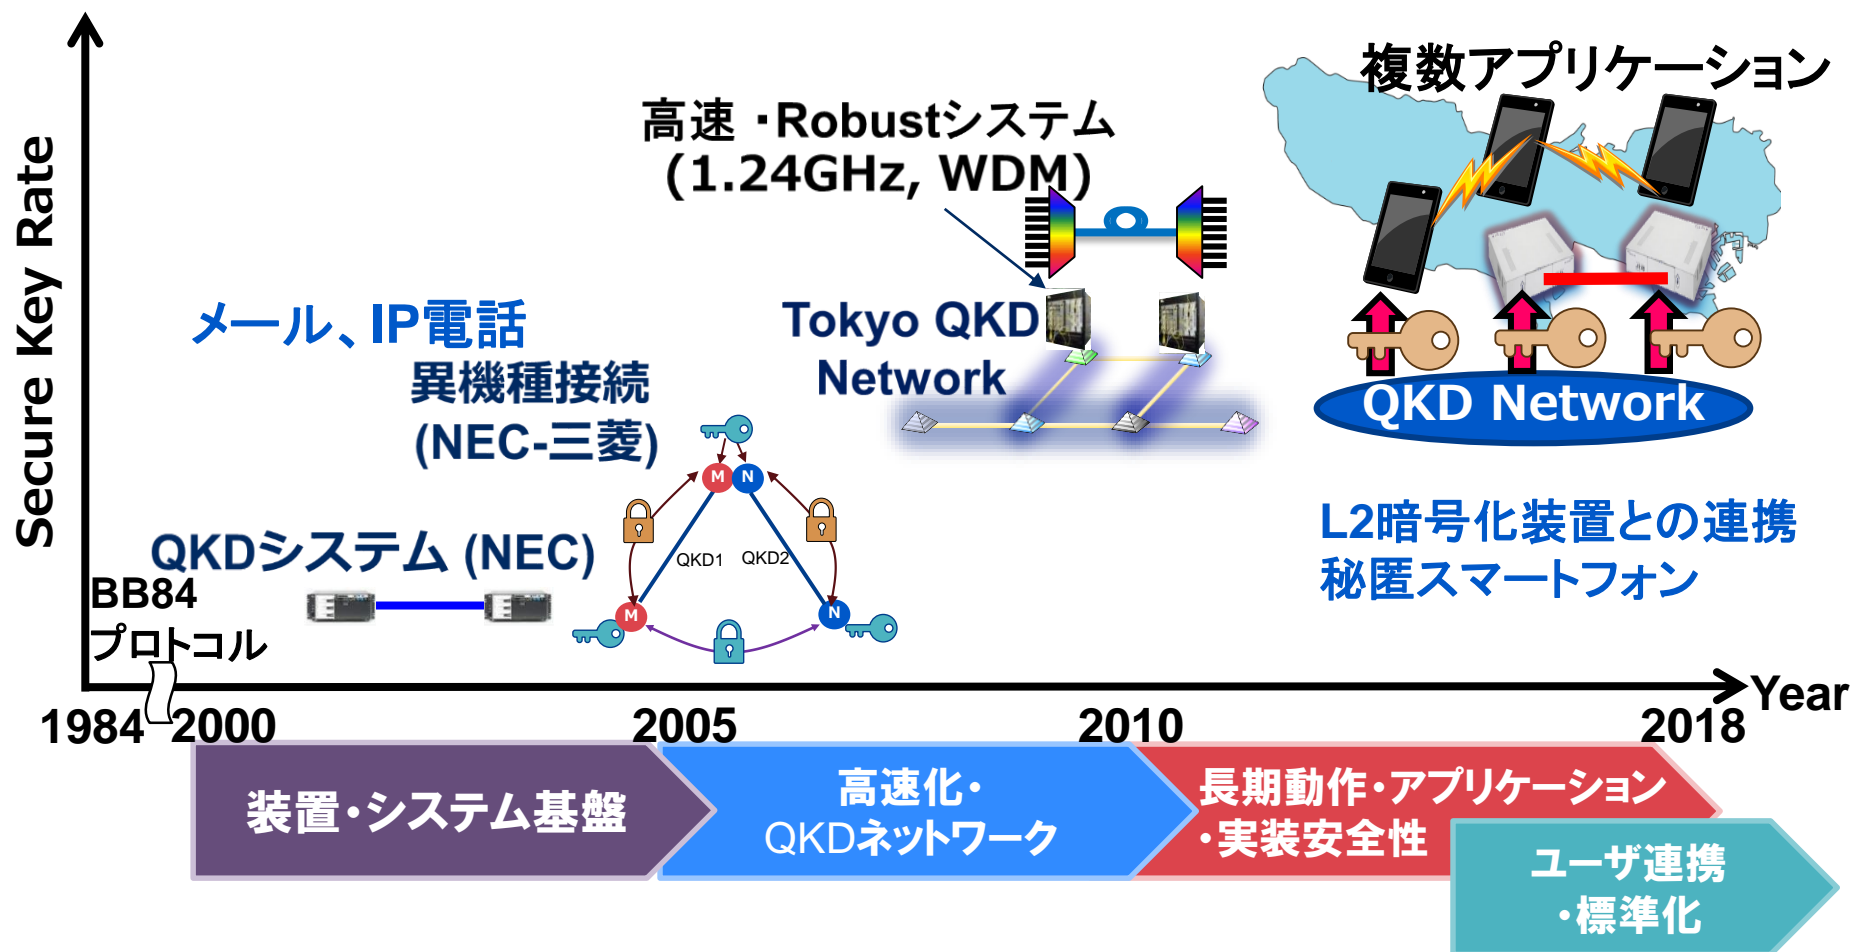 Secure Key Rate
複数アプリケーション
高速・Robustシステム
(1.24GHz, WDM)
メール、IP電話
異機種接続
(NEC-三菱)
Tokyo QKD
Network
QKD Network
M
N
QKDシステム (NEC)
QKD1
QKD2
M
N
L2暗号化装置との連携
秘匿スマートフォン
BB84
プロトコル
Year
1984
2000
2005
2010
2018
装置・システム基盤
高速化・
QKDネットワーク
長期動作・アプリケーション
・実装安全性
ユーザ連携
・標準化